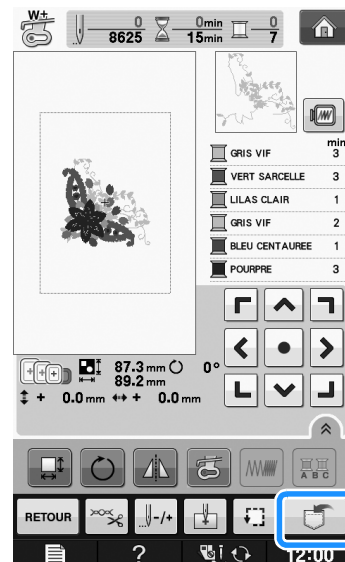 W+
0 0min 0
8625 15min 7
min
GRIS VIF 3
VERT SARCELLE 3
LILAS CLAIR 1
GRIS VIF 2
BLEU CENTAUREE 1
POURPRE 3
87.3 mm 0°
89.2 mm
+ 0.0 mm + 0.0 mm
A B C
RETOUR -/+
? 12:00